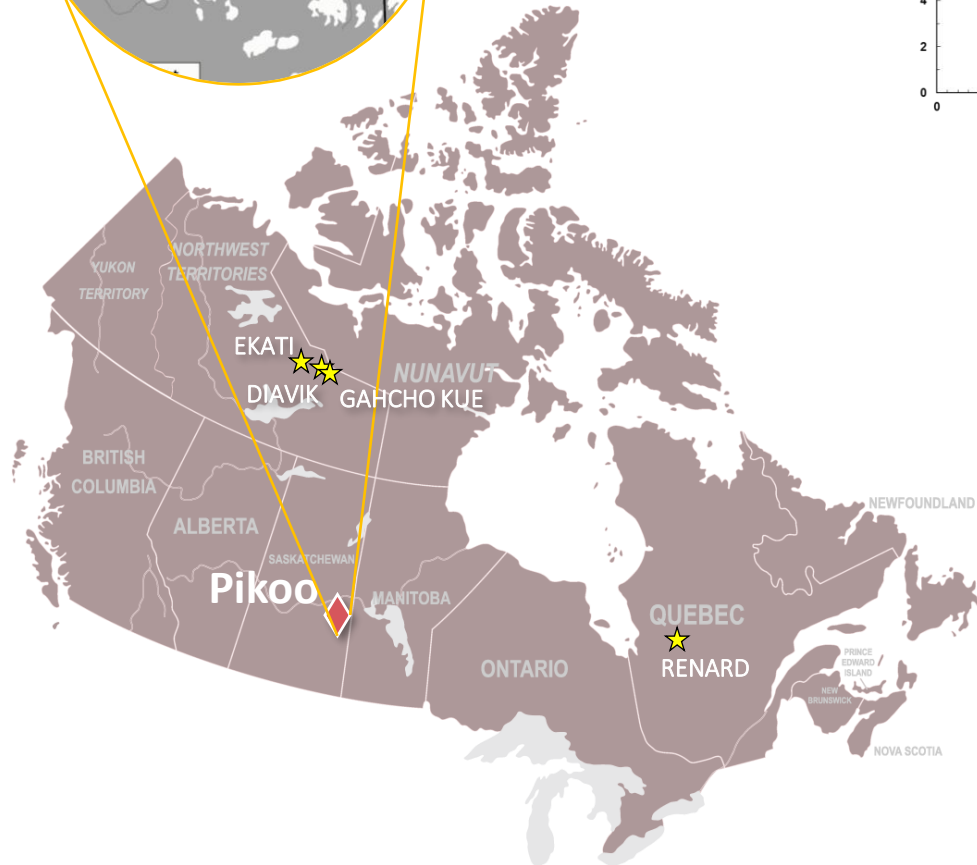 4
2
0
0
NORTHWEST
TERRITORIES
YUKON
TERRITORY
EKATI
NUNAVUT
DIAVIK
GAHCHO KUE
BRITISH
COLUMBIA
NEWFOUNDLAND
ALBERTA
SASKATCHEWAN
Pikoo
MANITOBA
QUEBEC
ONTARIO
RENARD
PRINCE
EDWARD
ISLAND
NEW
BRUNSWICK
NOVA SCOTIA